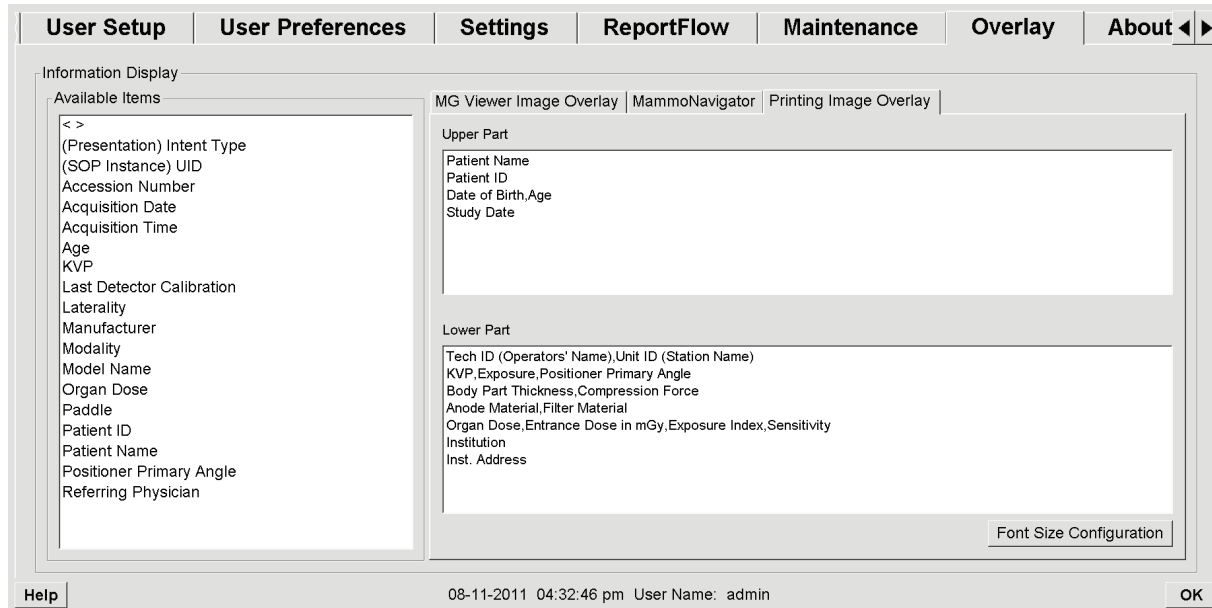 User Setup User Preferences Settings ReportFlow Maintenance Overlay About
Information Display
Available Items
< >
(Presentation) Intent Type
(SOP Instance) UID
Accession Number
Acquisition Date
Acquisition Time
Age
KVP
Last Detector Calibration
Laterality
Manufacturer
Modality
Model Name
Organ Dose
Paddle
Patient ID
Patient Name
Positioner Primary Angle
Referring Physician
MG Viewer Image Overlay MammoNavigator Printing Image Overlay
Upper Part
Patient Name
Patient ID
Date of Birth,Age
Study Date
Lower Part
Tech ID (Operators' Name),Unit ID (Station Name)
KVP,Exposure,Positioner Primary Angle
Body Part Thickness,Compression Force
Anode Material,Filter Material
Organ Dose,Entrance Dose in mGy,Exposure Index,Sensitivity
Institution
Inst. Address
Font Size Configuration
Help 08-11-2011 04:32:46 pm User Name: admin OK